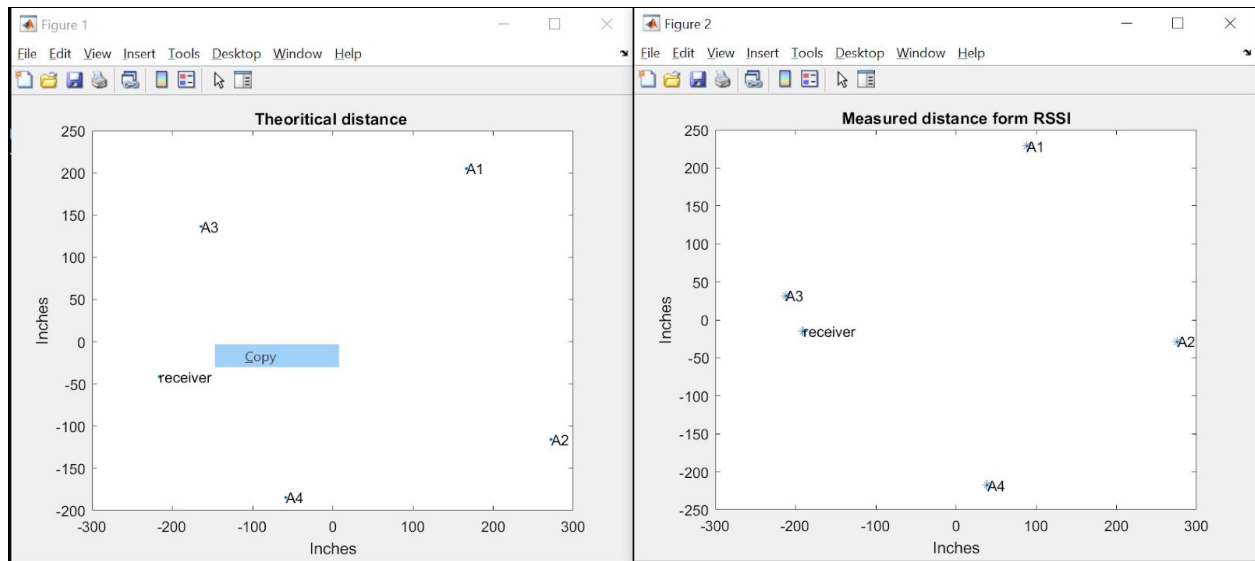 Figure 1
File Edit View Insert Tools Desktop Window Help
Theoritical distance
250
200
150
100
50
0
-50
-100
-150
-200
Inches
-300 -200 -100 0 100 200 300
Inches
A1
A3
Copy
receiver
A2
A4
Figure 2
File Edit View Insert Tools Desktop Window Help
Measured distance form RSSI
250
200
150
100
50
0
-50
-100
-150
-200
-250
Inches
-300 -200 -100 0 100 200 300
Inches
A1
A3
receiver
A2
A4